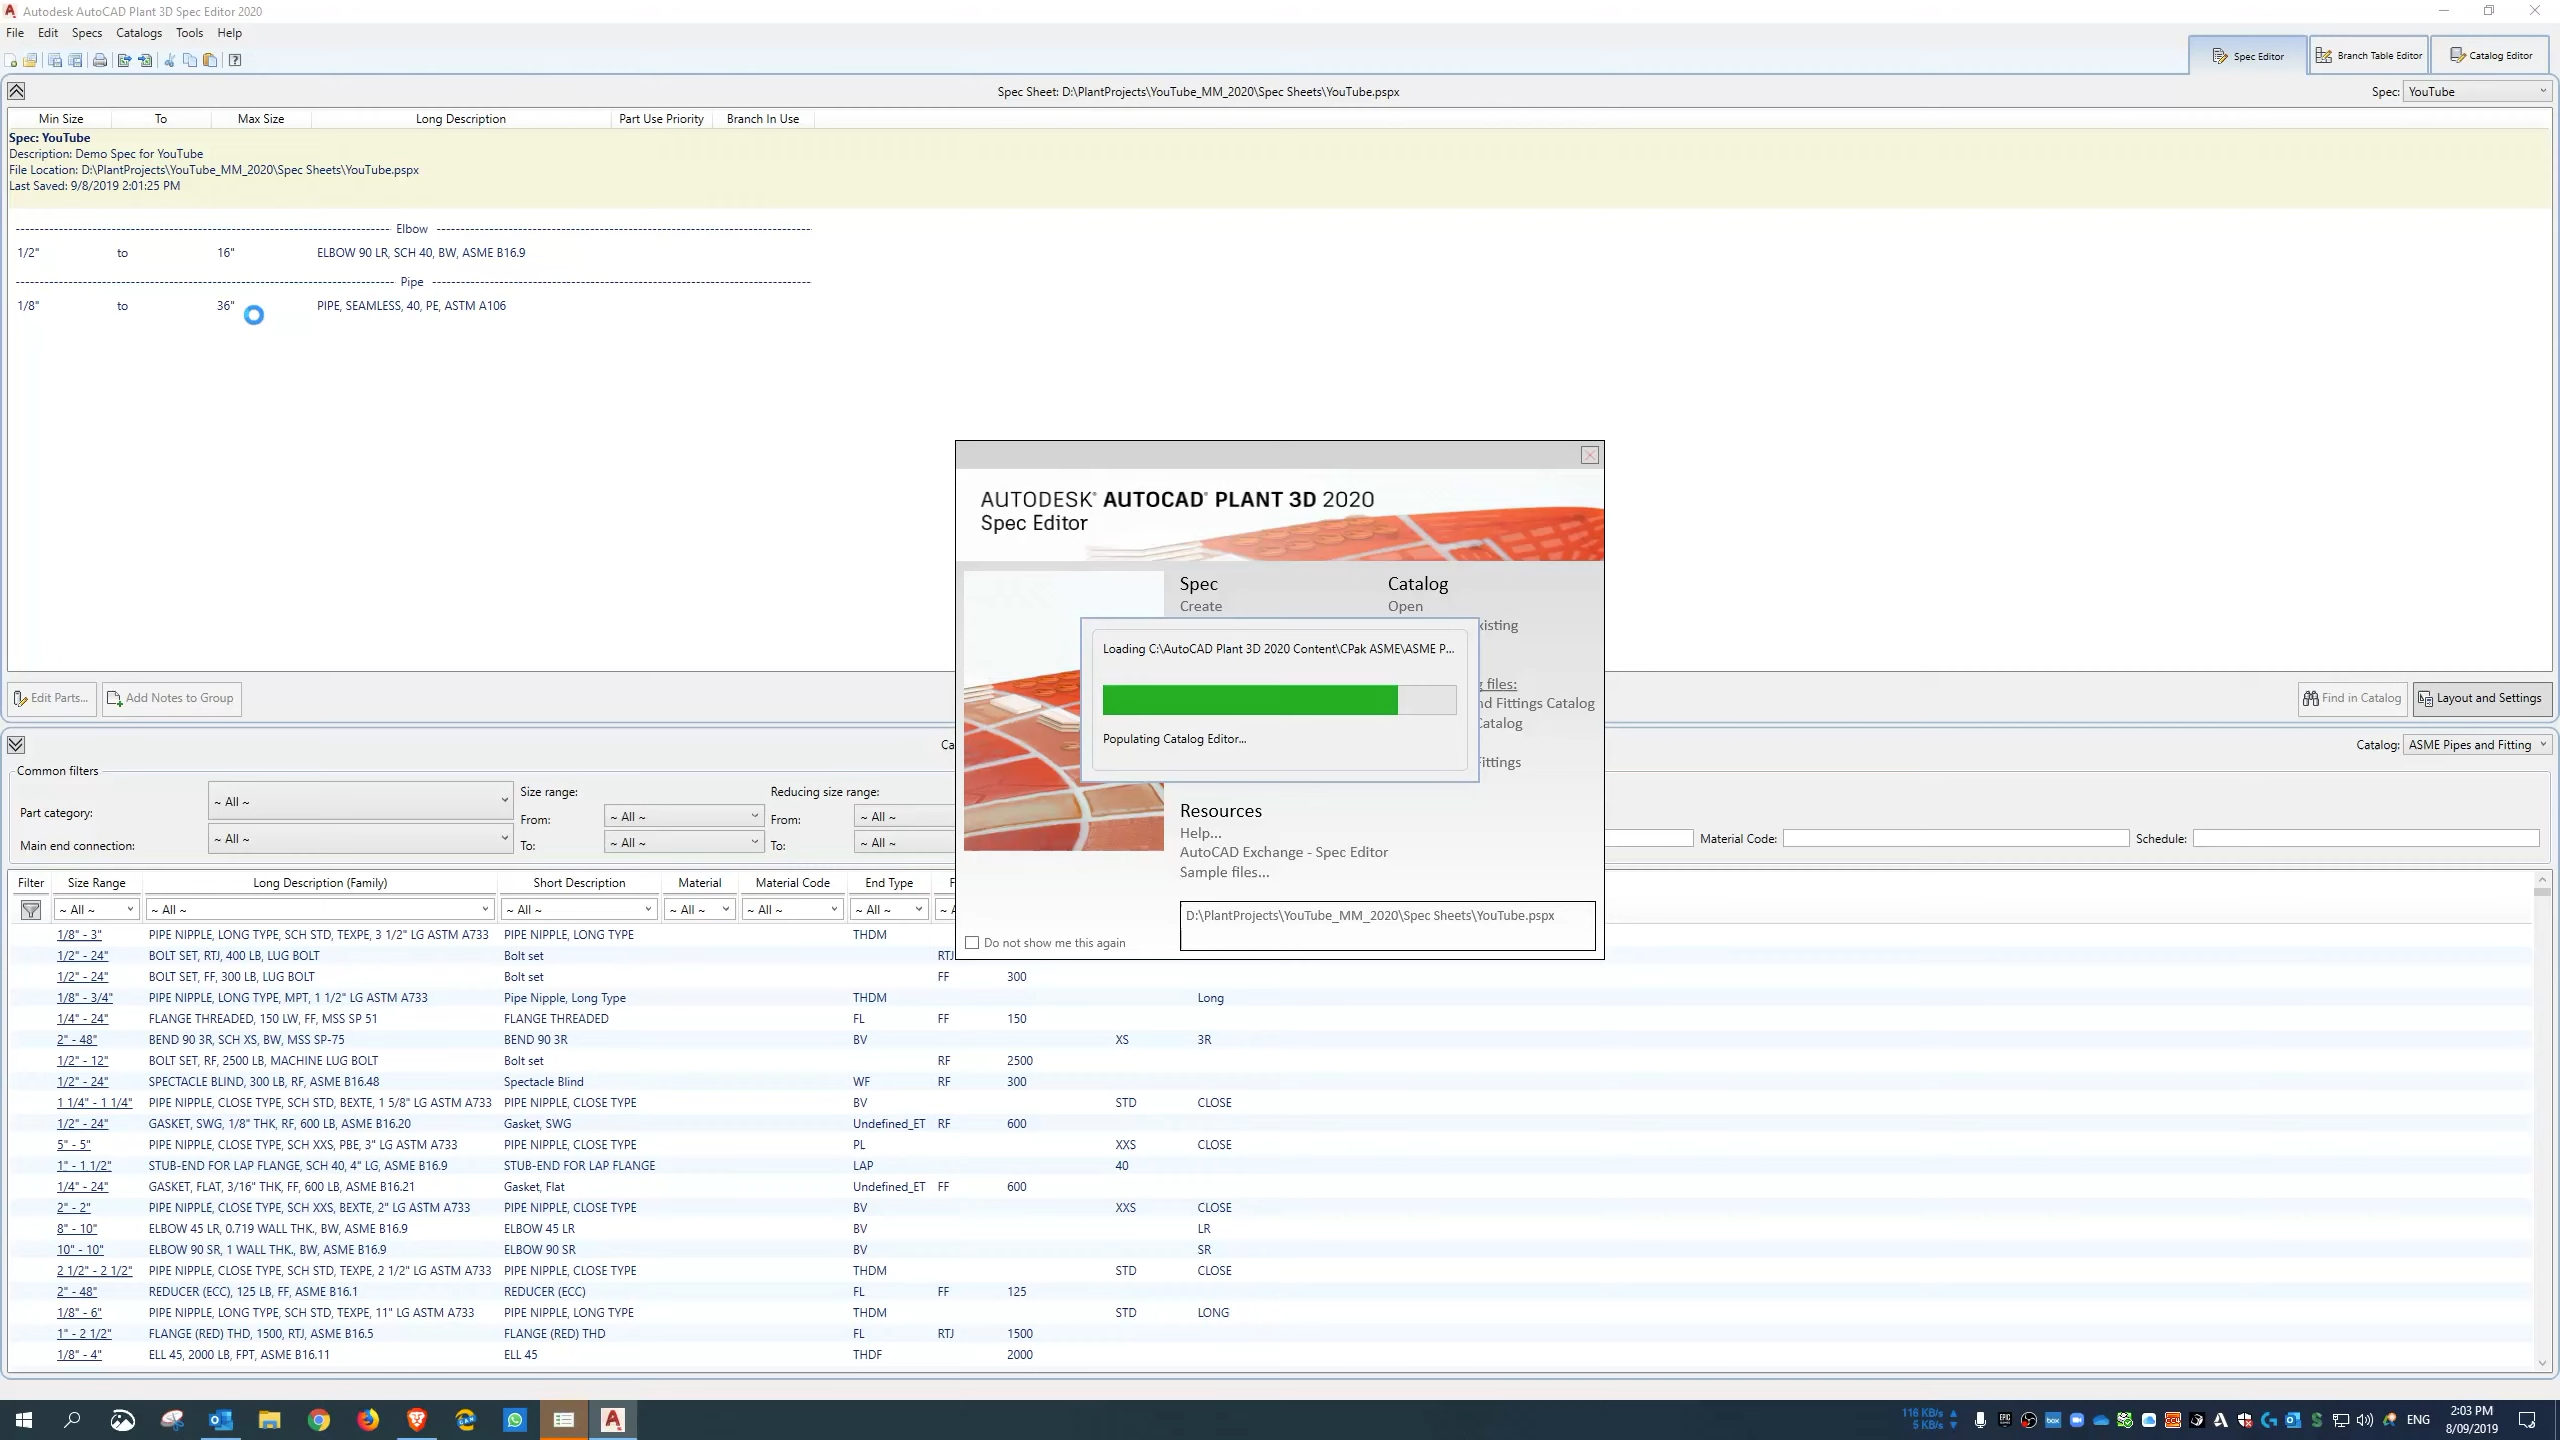 Autodesk AutoCAD Plant 3D Spec Editor 2020
File Edit Specs Catalogs Tools Help
Spec Editor Branch Table Editor Catalog Editor
Spec Sheet: D:\PlantProjects\YouTube_MM_2020\Spec Sheets\YouTube.pspx Spec: YouTube
Min Size To Max Size Long Description Part Use Priority Branch In Use
Spec: YouTube
Description: Demo Spec for YouTube
File Location: D:\PlantProjects\YouTube_MM_2020\Spec Sheets\YouTube.pspx
Last Saved: 9/8/2019 2:01:25 PM
Elbow
1/2" to 16" ELBOW 90 LR, SCH 40, BW, ASME B16.9
Pipe
1/8" to 36" PIPE, SEAMLESS, 40, PE, ASTM A106
AUTODESK® AUTOCAD® PLANT 3D 2020
Spec Editor
Spec Catalog
Create Open
xisting
Loading C:\AutoCAD Plant 3D 2020 Content\CPak ASME\ASME P...
files:
nd Fittings Catalog
Catalog
Populating Catalog Editor...
ittings
Resources
Help...
AutoCAD Exchange - Spec Editor
Sample files...
D:\PlantProjects\YouTube_MM_2020\Spec Sheets\YouTube.pspx
Do not show me this again
Edit Parts... Add Notes to Group Find in Catalog Layout and Settings
Ca Catalog: ASME Pipes and Fitting
Common filters
Part category: ~ All ~ Size range: Reducing size range:
From: ~ All ~ From: ~ All ~
Main end connection: ~ All ~ To: ~ All ~ To: ~ All ~ Material Code: Schedule:
Filter Size Range Long Description (Family) Short Description Material Material Code End Type F
~ All ~ ~ All ~ ~ All ~ ~ All ~ ~ All ~ ~ All ~ ~ A
1/8" - 3" PIPE NIPPLE, LONG TYPE, SCH STD, TEXPE, 3 1/2" LG ASTM A733 PIPE NIPPLE, LONG TYPE THDM
1/2" - 24" BOLT SET, RTJ, 400 LB, LUG BOLT Bolt set RTJ
1/2" - 24" BOLT SET, FF, 300 LB, LUG BOLT Bolt set FF 300
1/8" - 3/4" PIPE NIPPLE, LONG TYPE, MPT, 1 1/2" LG ASTM A733 Pipe Nipple, Long Type THDM Long
1/4" - 24" FLANGE THREADED, 150 LW, FF, MSS SP 51 FLANGE THREADED FL FF 150
2" - 48" BEND 90 3R, SCH XS, BW, MSS SP-75 BEND 90 3R BV XS 3R
1/2" - 12" BOLT SET, RF, 2500 LB, MACHINE LUG BOLT Bolt set RF 2500
1/2" - 24" SPECTACLE BLIND, 300 LB, RF, ASME B16.48 Spectacle Blind WF RF 300
1 1/4" - 1 1/4" PIPE NIPPLE, CLOSE TYPE, SCH STD, BEXTE, 1 5/8" LG ASTM A733 PIPE NIPPLE, CLOSE TYPE BV STD CLOSE
1/2" - 24" GASKET, SWG, 1/8" THK, RF, 600 LB, ASME B16.20 Gasket, SWG Undefined_ET RF 600
5" - 5" PIPE NIPPLE, CLOSE TYPE, SCH XXS, PBE, 3" LG ASTM A733 PIPE NIPPLE, CLOSE TYPE PL XXS CLOSE
1" - 1 1/2" STUB-END FOR LAP FLANGE, SCH 40, 4" LG, ASME B16.9 STUB-END FOR LAP FLANGE LAP 40
1/4" - 24" GASKET, FLAT, 3/16" THK, FF, 600 LB, ASME B16.21 Gasket, Flat Undefined_ET FF 600
2" - 2" PIPE NIPPLE, CLOSE TYPE, SCH XXS, BEXTE, 2" LG ASTM A733 PIPE NIPPLE, CLOSE TYPE BV XXS CLOSE
8" - 10" ELBOW 45 LR, 0.719 WALL THK., BW, ASME B16.9 ELBOW 45 LR BV LR
10" - 10" ELBOW 90 SR, 1 WALL THK., BW, ASME B16.9 ELBOW 90 SR BV SR
2 1/2" - 2 1/2" PIPE NIPPLE, CLOSE TYPE, SCH STD, TEXPE, 2 1/2" LG ASTM A733 PIPE NIPPLE, CLOSE TYPE THDM STD CLOSE
2" - 48" REDUCER (ECC), 125 LB, FF, ASME B16.1 REDUCER (ECC) FL FF 125
1/8" - 6" PIPE NIPPLE, LONG TYPE, SCH STD, TEXPE, 11" LG ASTM A733 PIPE NIPPLE, LONG TYPE THDM STD LONG
1" - 2 1/2" FLANGE (RED) THD, 1500, RTJ, ASME B16.5 FLANGE (RED) THD FL RTJ 1500
1/8" - 4" ELL 45, 2000 LB, FPT, ASME B16.11 ELL 45 THDF 2000
116 KB/s
5 KB/s
ENG
2:03 PM
8/09/2019